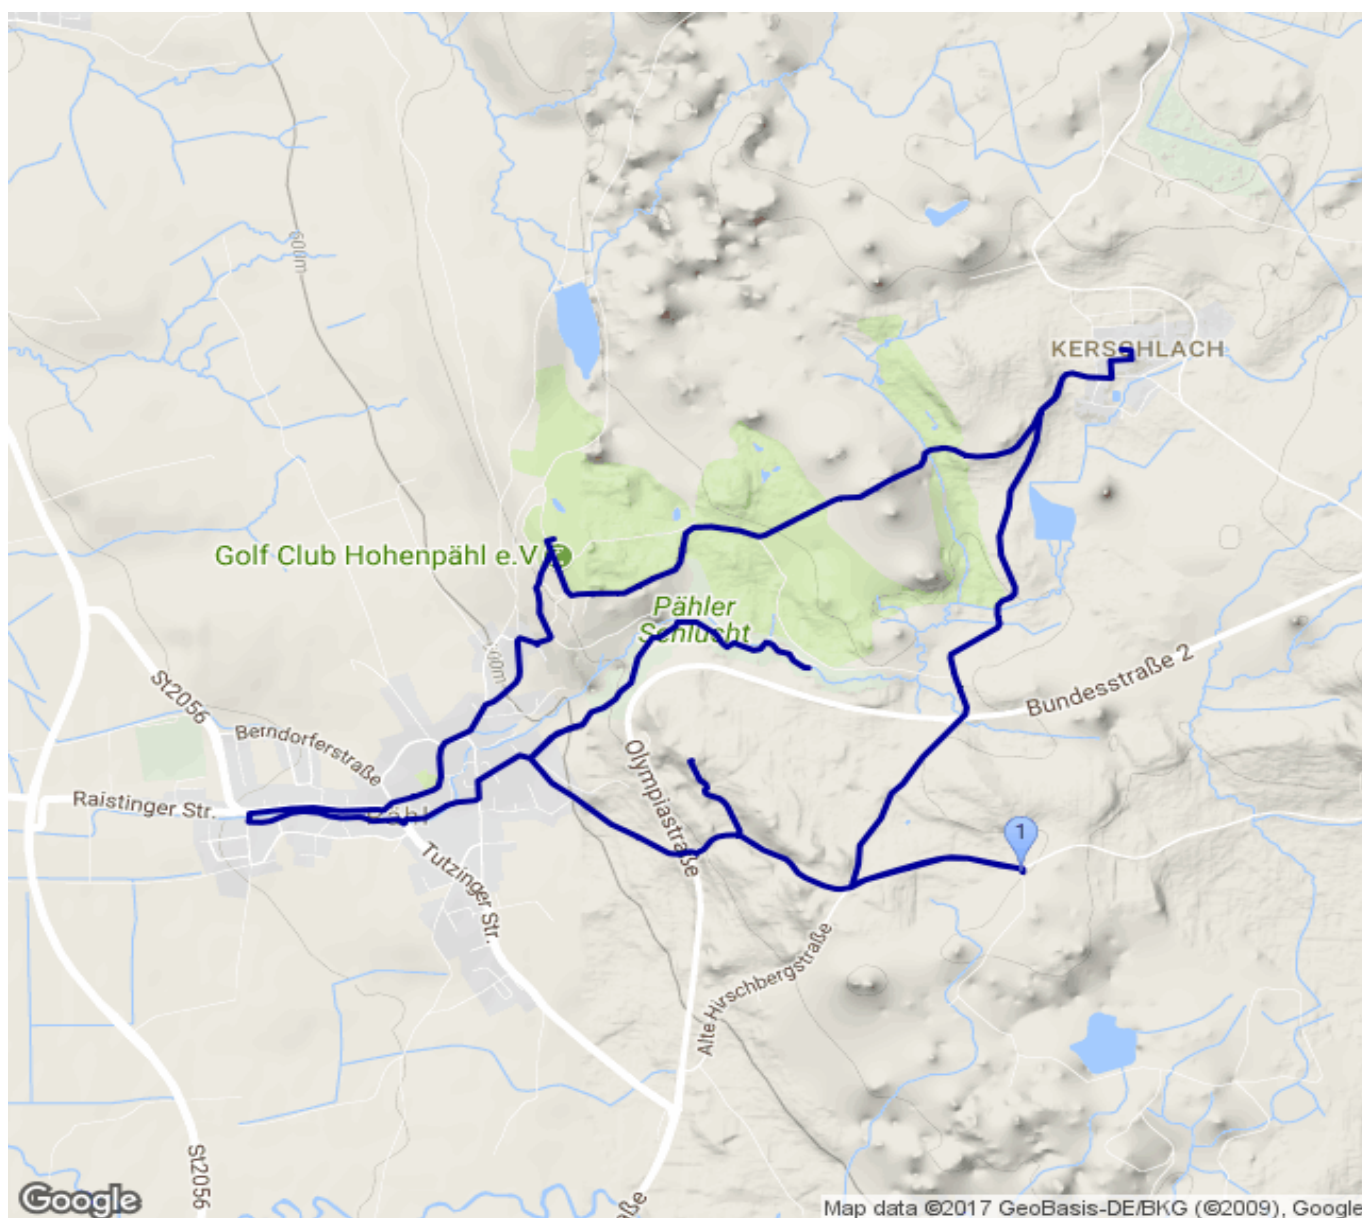 600m
KERSCHLACH
Golf Club Hohenpähl e.V
Pähler
Schlucht
600m
St2056
Bundesstraße 2
Berndorferstraße
Olympiastraße
Raistinger Str.
Pähl
1
Tutzinger Str.
Alte Hirschbergstraße
St2056
Google
Map data ©2017 GeoBasis-DE/BKG (©2009), Google